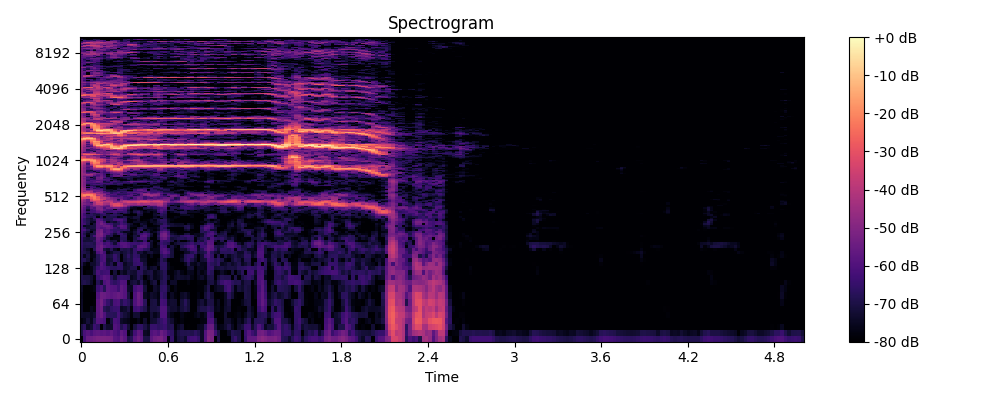 Spectrogram
8192
4096
2048
1024
512
256
128
64
0
Frequency
0 0.6 1.2 1.8 2.4 3 3.6 4.2 4.8
Time
+0 dB
-10 dB
-20 dB
-30 dB
-40 dB
-50 dB
-60 dB
-70 dB
-80 dB